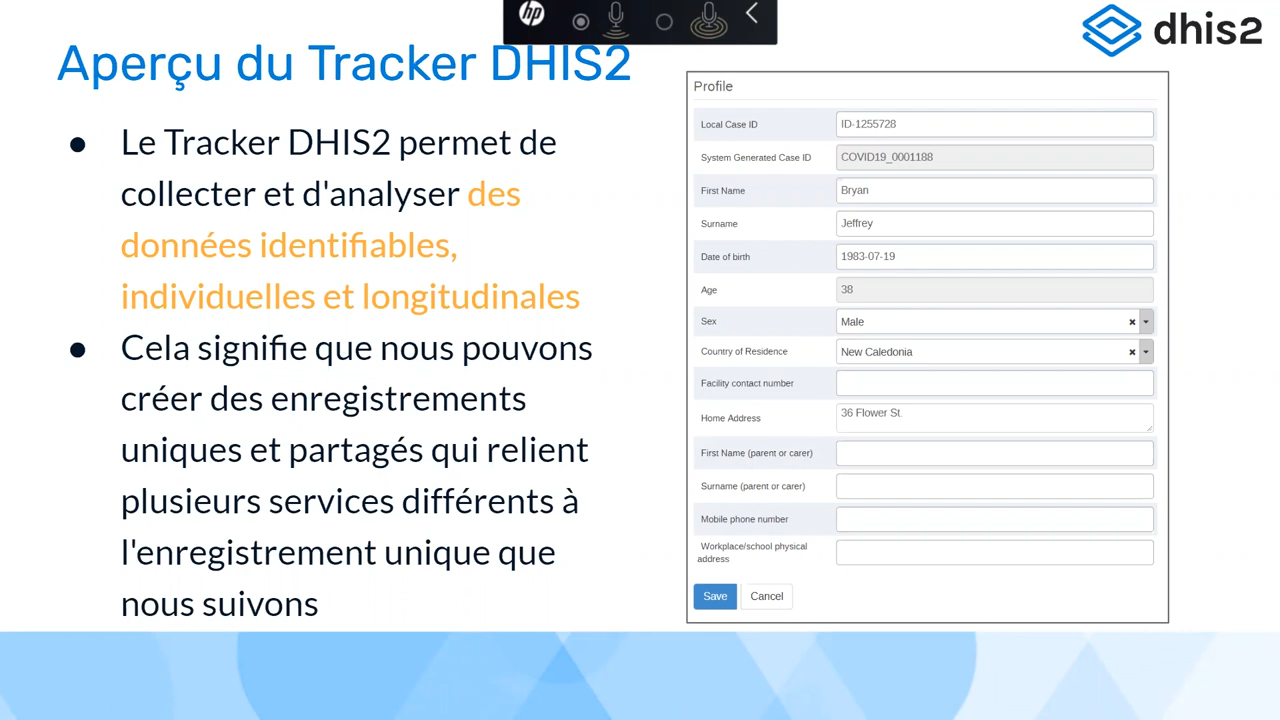 hp
dhis2
Aperçu du Tracker DHIS2
● Le Tracker DHIS2 permet de
collecter et d'analyser des
données identifiables,
individuelles et longitudinales
● Cela signifie que nous pouvons
créer des enregistrements
uniques et partagés qui relient
plusieurs services différents à
l'enregistrement unique que
nous suivons
Profile
Local Case ID ID-1255728
System Generated Case ID COVID19_0001188
First Name Bryan
Surname Jeffrey
Date of birth 1983-07-19
Age 38
Sex Male
Country of Residence New Caledonia
Facility contact number
Home Address 36 Flower St.
First Name (parent or carer)
Surname (parent or carer)
Mobile phone number
Workplace/school physical
address
Save Cancel